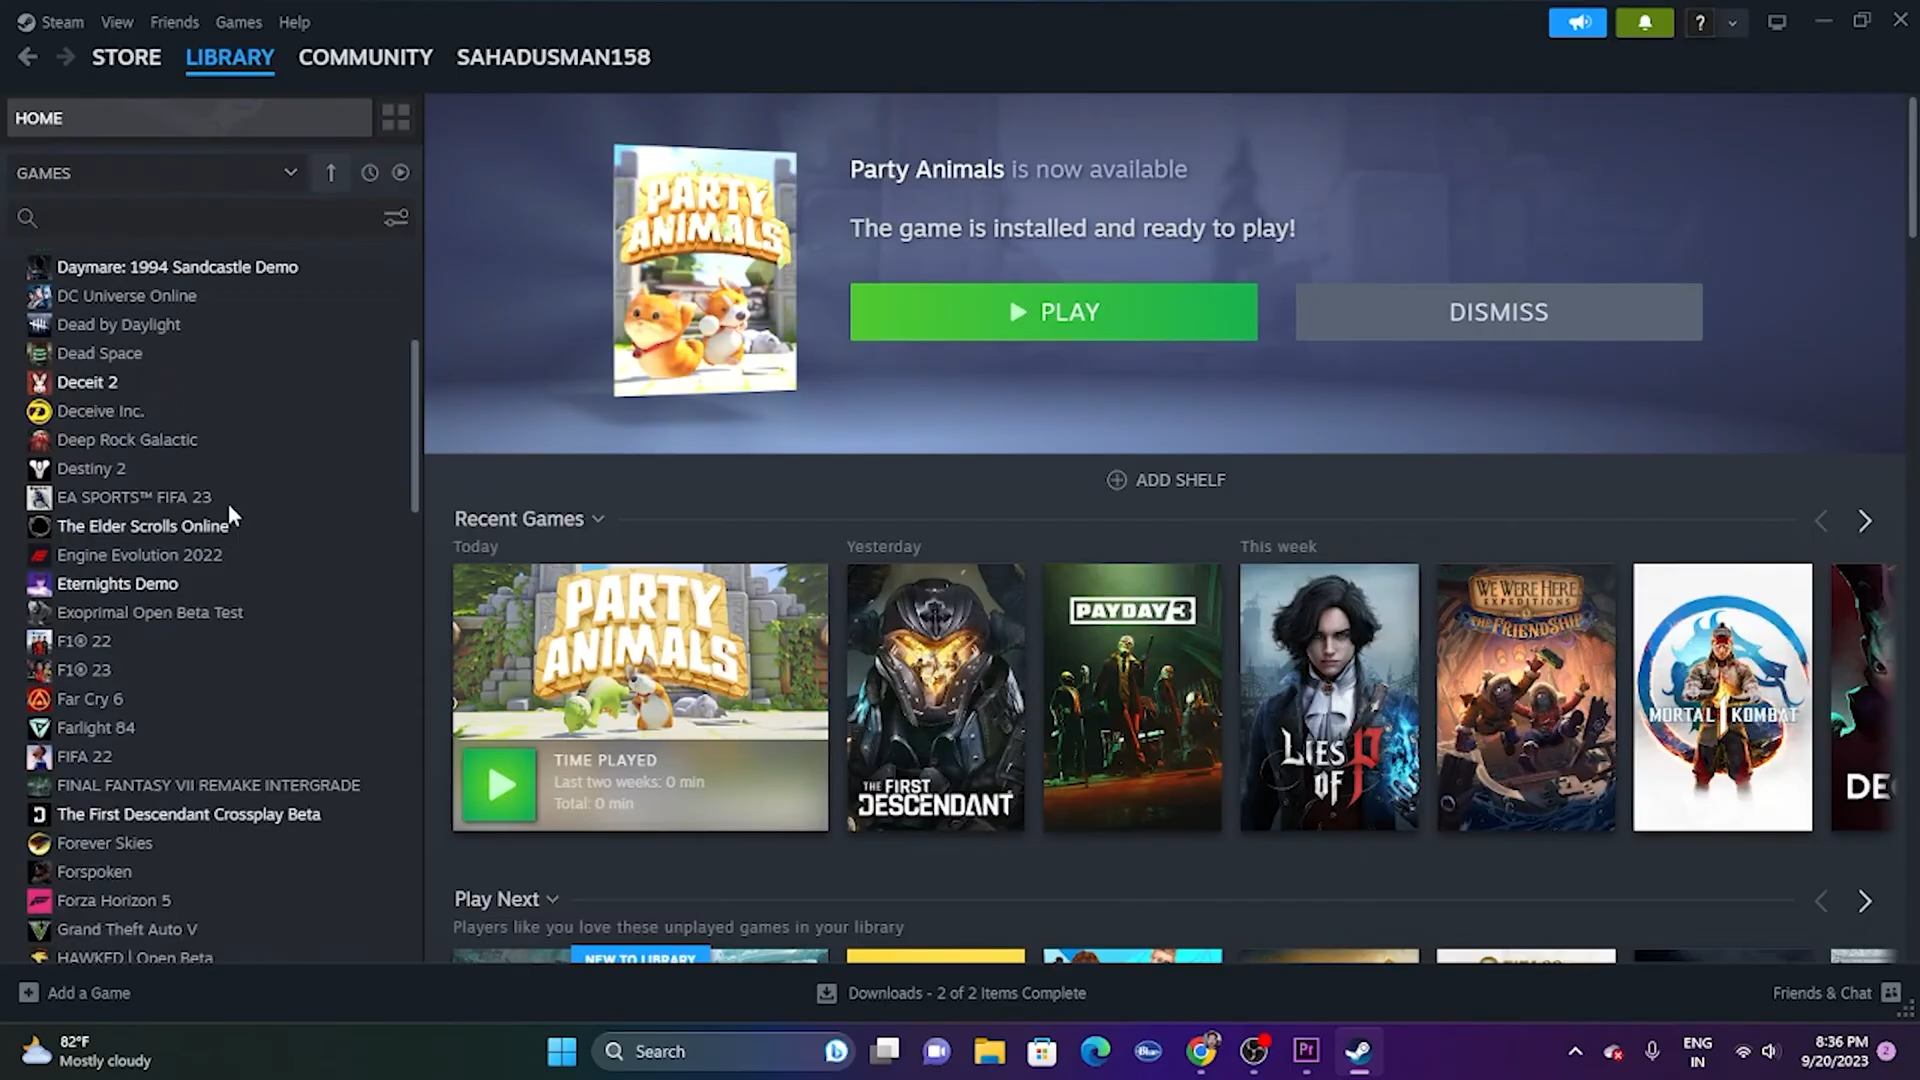 Steam View Friends Games Help
STORE LIBRARY COMMUNITY SAHADUSMAN158
HOME
GAMES
Daymare: 1994 Sandcastle Demo
DC Universe Online
Dead by Daylight
Dead Space
Deceit 2
Deceive Inc.
Deep Rock Galactic
Destiny 2
EA SPORTS™ FIFA 23
The Elder Scrolls Online
Engine Evolution 2022
Eternights Demo
Exoprimal Open Beta Test
F1® 22
F1® 23
Far Cry 6
Farlight 84
FIFA 22
FINAL FANTASY VII REMAKE INTERGRADE
The First Descendant Crossplay Beta
Forever Skies
Forspoken
Forza Horizon 5
Grand Theft Auto V
HAWKED | Open Beta
PARTY ANIMALS
Party Animals is now available
The game is installed and ready to play!
PLAY
DISMISS
ADD SHELF
Recent Games
Today
Yesterday
This week
PARTY ANIMALS
TIME PLAYED
Last two weeks: 0 min
Total: 0 min
THE FIRST DESCENDANT
PAYDAY 3
LIES OF P
WE WERE HERE EXPEDITIONS THE FRIENDSHIP
MORTAL KOMBAT
DEC
Play Next
Players like you love these unplayed games in your library
NEW TO LIBRARY
Add a Game
Downloads - 2 of 2 Items Complete
Friends & Chat
82°F
Mostly cloudy
Search
Pr
ENG
IN
8:36 PM
9/20/2023
2